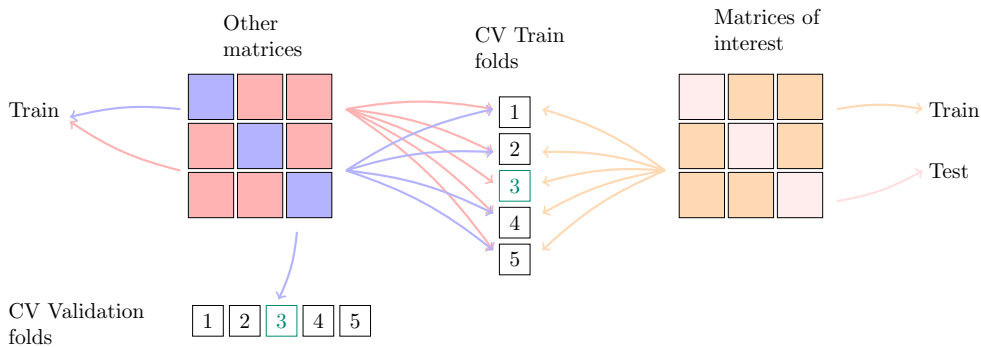 Other
matrices
CV Train
folds
Matrices of
interest
Train
1
2
3
4
5
Train
Test
CV Validation
folds
1 2 3 4 5